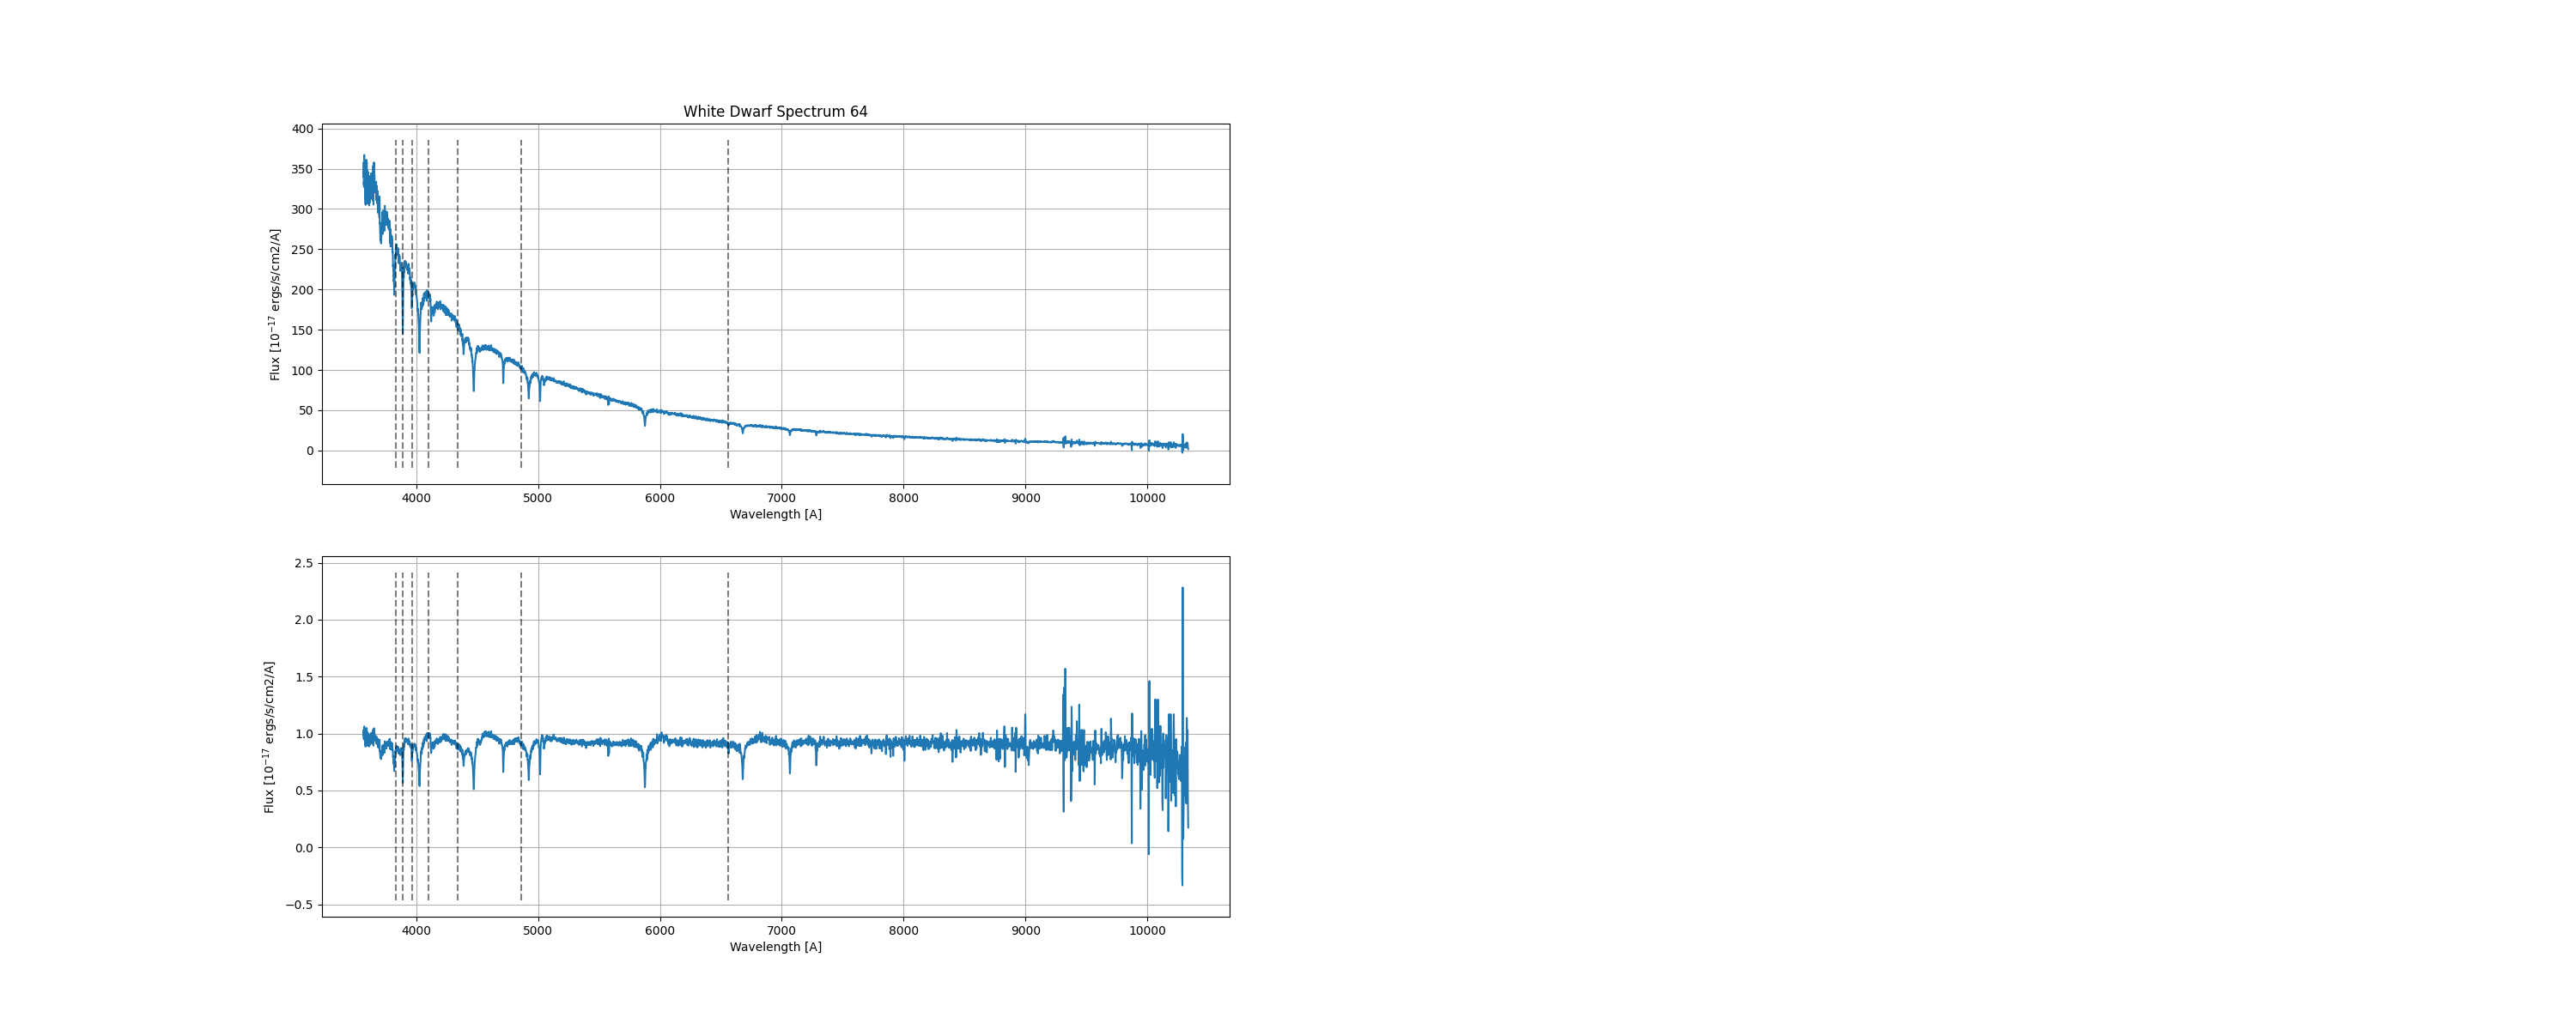 White Dwarf Spectrum 64
400
350
300
250
200
150
100
50
0
Flux [10⁻¹⁷ ergs/s/cm2/A]
4000 5000 6000 7000 8000 9000 10000
Wavelength [A]
2.5
2.0
1.5
1.0
0.5
0.0
−0.5
Flux [10⁻¹⁷ ergs/s/cm2/A]
4000 5000 6000 7000 8000 9000 10000
Wavelength [A]